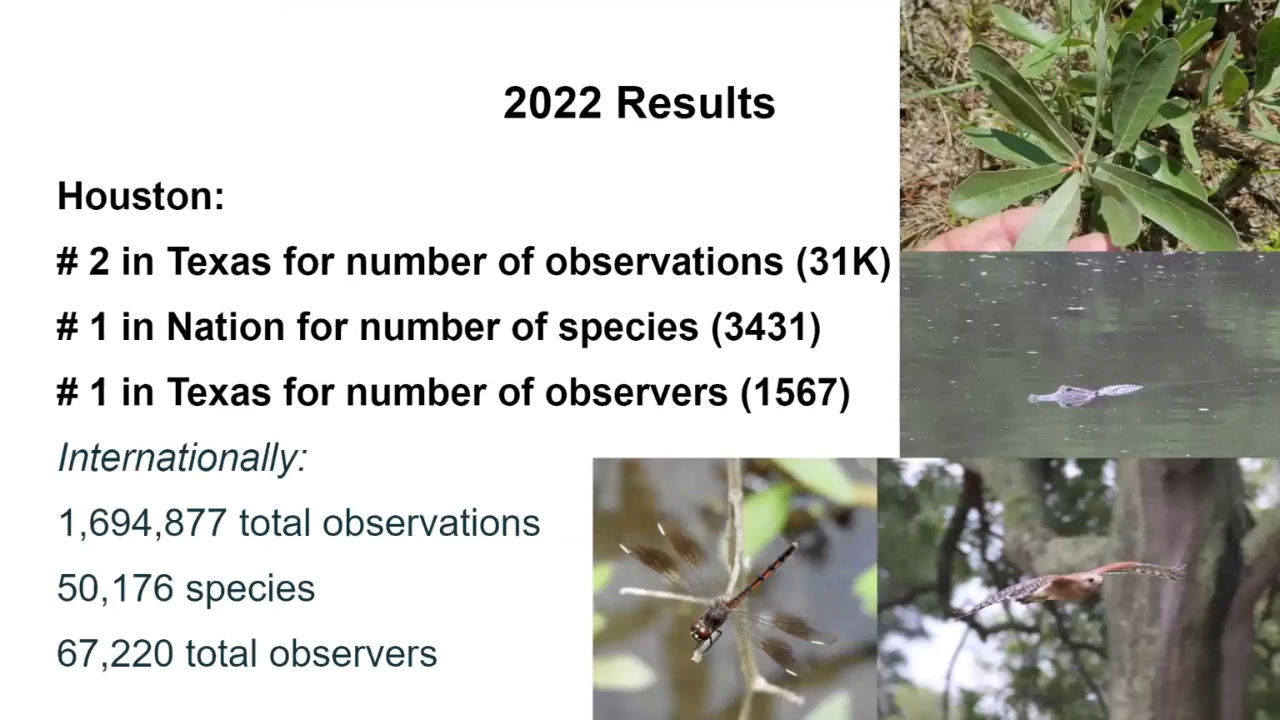 2022 Results
Houston:
# 2 in Texas for number of observations (31K)
# 1 in Nation for number of species (3431)
# 1 in Texas for number of observers (1567)
Internationally:
1,694,877 total observations
50,176 species
67,220 total observers